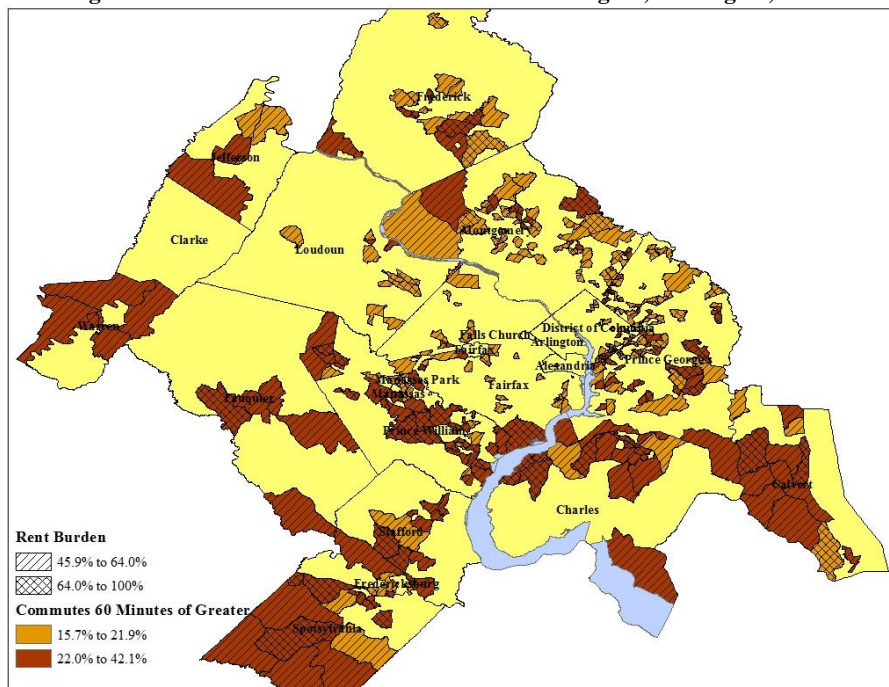 Frederick
Jefferson
Clarke
Loudoun
Montgomery
Warren
Falls Church
District of Columbia
Arlington
Fairfax
Prince George's
Alexandria
Manassas Park
Fairfax
Manassas
Fauquier
Prince William
Calvert
Charles
Stafford
Fredericksburg
Spotsylvania
Rent Burden
45.9% to 64.0%
64.0% to 100%
Commutes 60 Minutes of Greater
15.7% to 21.9%
22.0% to 42.1%